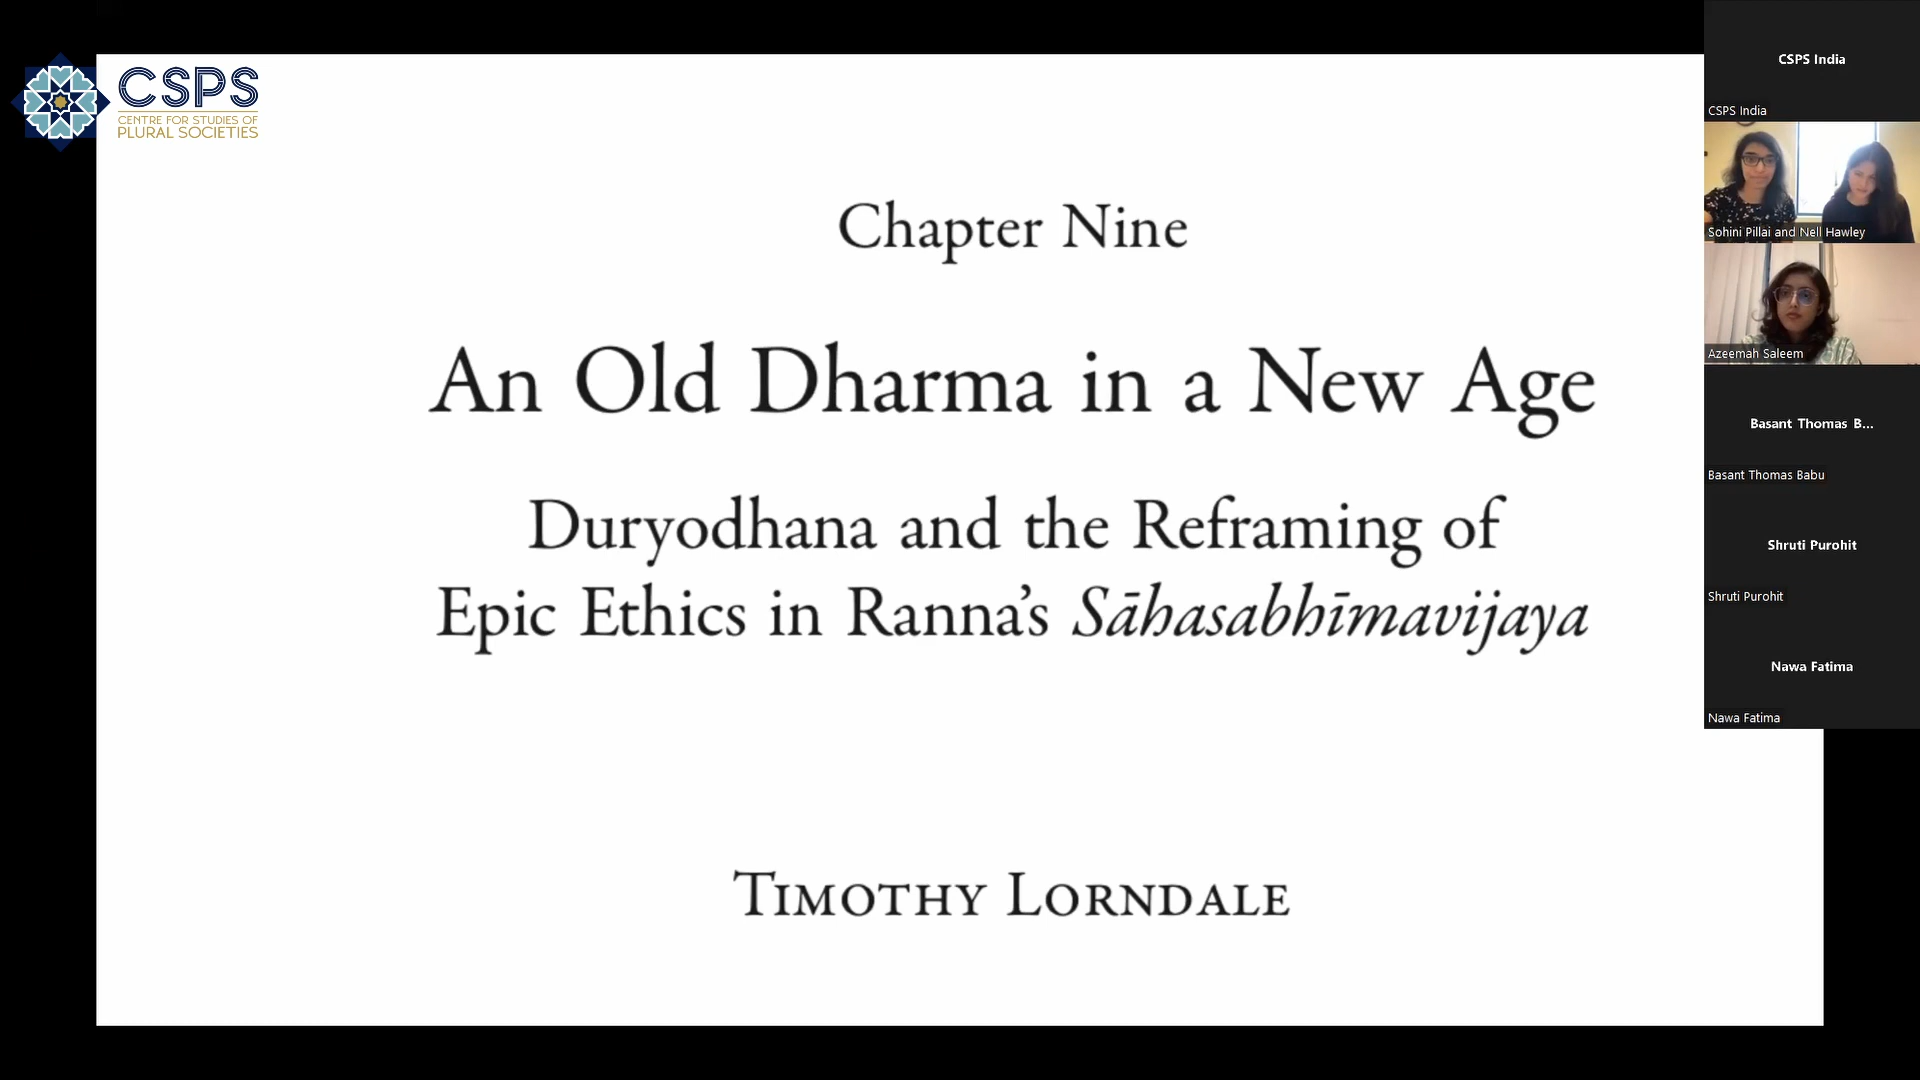 CSPS
CENTRE FOR STUDIES OF
PLURAL SOCIETIES
Chapter Nine
An Old Dharma in a New Age
Duryodhana and the Reframing of
Epic Ethics in Ranna’s Sāhasabhīmavijaya
TIMOTHY LORNDALE
CSPS India
CSPS India
Sohini Pillai and Nell Hawley
Azeemah Saleem
Basant Thomas B...
Basant Thomas Babu
Shruti Purohit
Shruti Purohit
Nawa Fatima
Nawa Fatima